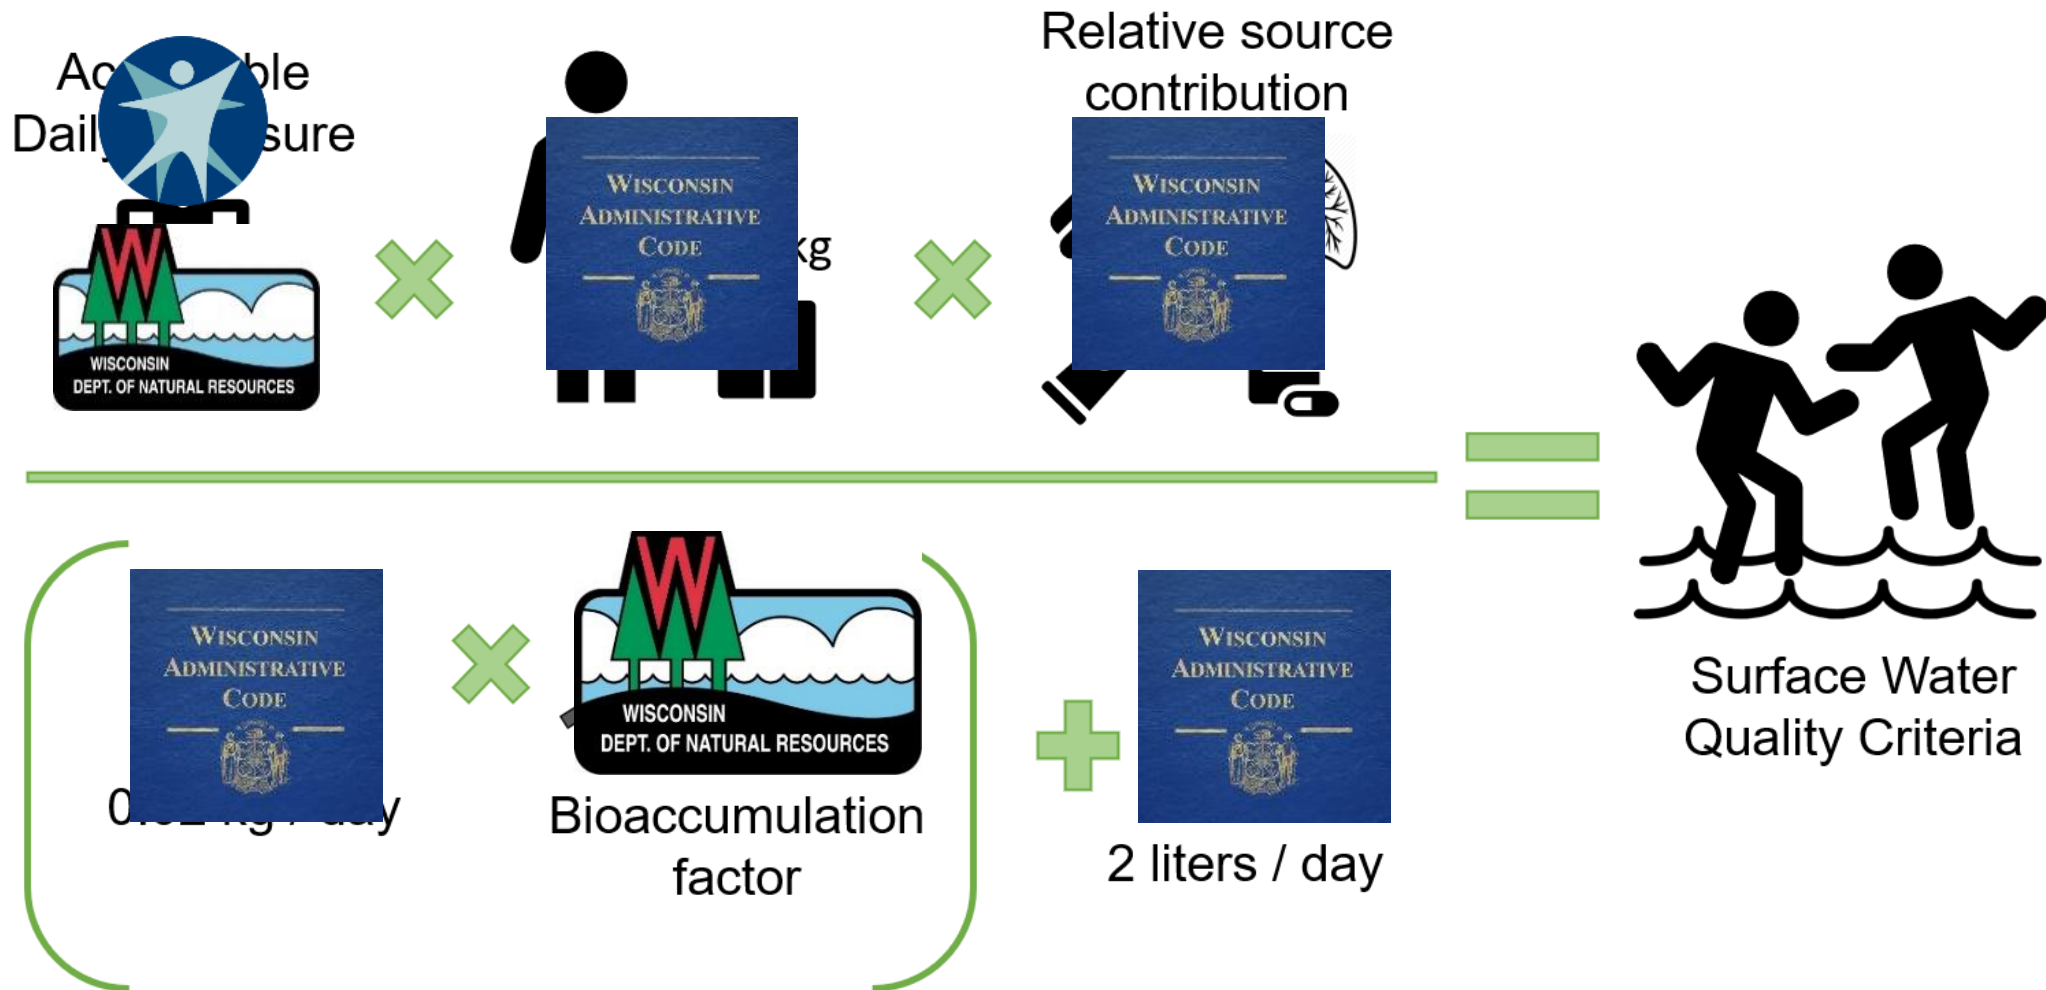 Relative source
contribution
WISCONSIN
ADMINISTRATIVE
CODE
kg
WISCONSIN
ADMINISTRATIVE
CODE
W
WISCONSIN
DEPT. OF NATURAL RESOURCES
WISCONSIN
ADMINISTRATIVE
CODE
W
WISCONSIN
DEPT. OF NATURAL RESOURCES
Bioaccumulation
factor
WISCONSIN
ADMINISTRATIVE
CODE
2 liters / day
Surface Water
Quality Criteria